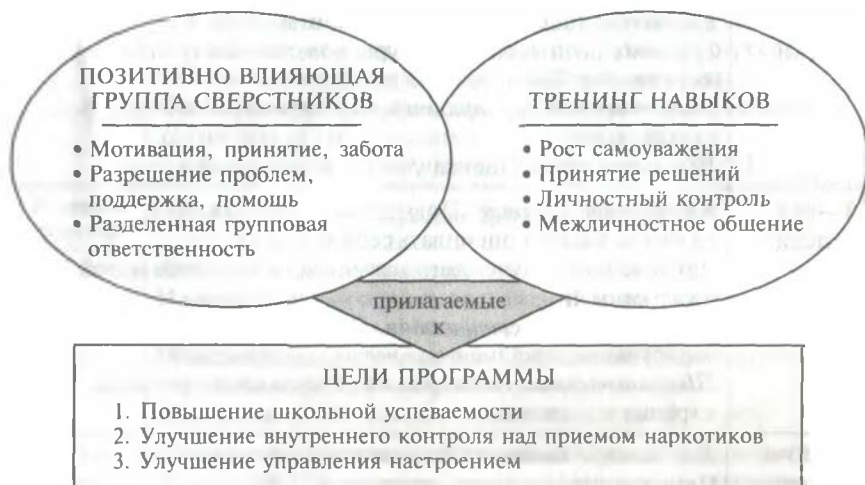 ПОЗИТИВНО ВЛИЯЮЩАЯ
ГРУППА СВЕРСТНИКОВ
• Мотивация, принятие, забота
• Разрешение проблем,
поддержка, помощь
• Разделенная групповая
ответственность
ТРЕНИНГ НАВЫКОВ
• Рост самоуважения
• Принятие решений
• Личностный контроль
• Межличностное общение
прилагаемые
к
ЦЕЛИ ПРОГРАММЫ
1. Повышение школьной успеваемости
2. Улучшение внутреннего контроля над приемом наркотиков
3. Улучшение управления настроением